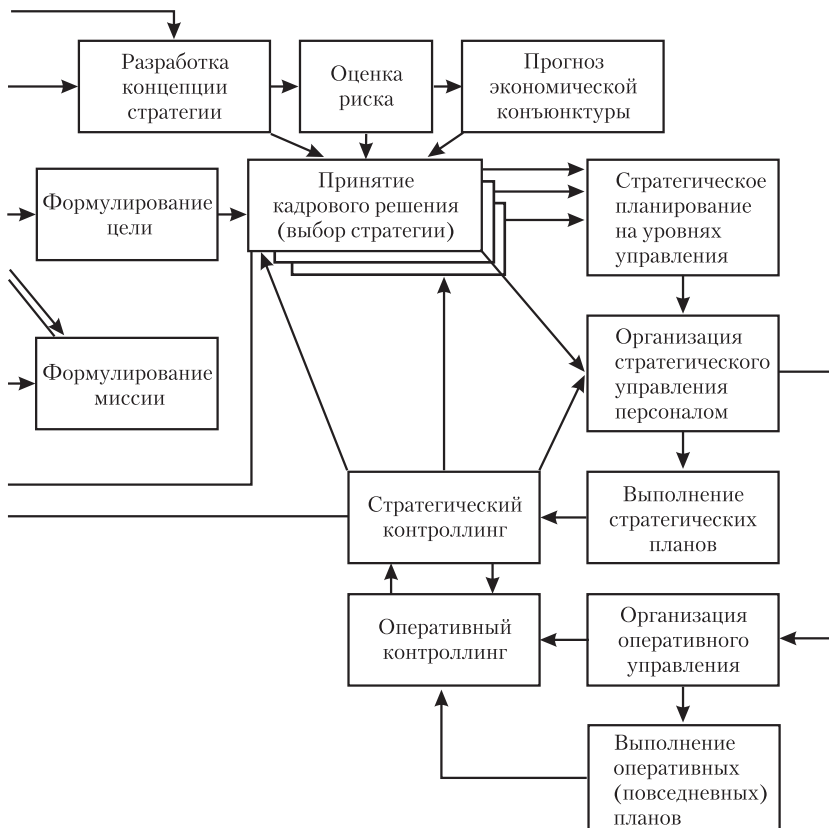 Разработка
концепции
стратегии
Оценка
риска
Прогноз
экономической
конъюнктуры
Формулирование
цели
Принятие
кадрового решения
(выбор стратегии)
Стратегическое
планирование
на уровнях
управления
Формулирование
миссии
Организация
стратегического
управления
персоналом
Стратегический
контроллинг
Выполнение
стратегических
планов
Оперативный
контроллинг
Организация
оперативного
управления
Выполнение
оперативных
(повседневных)
планов